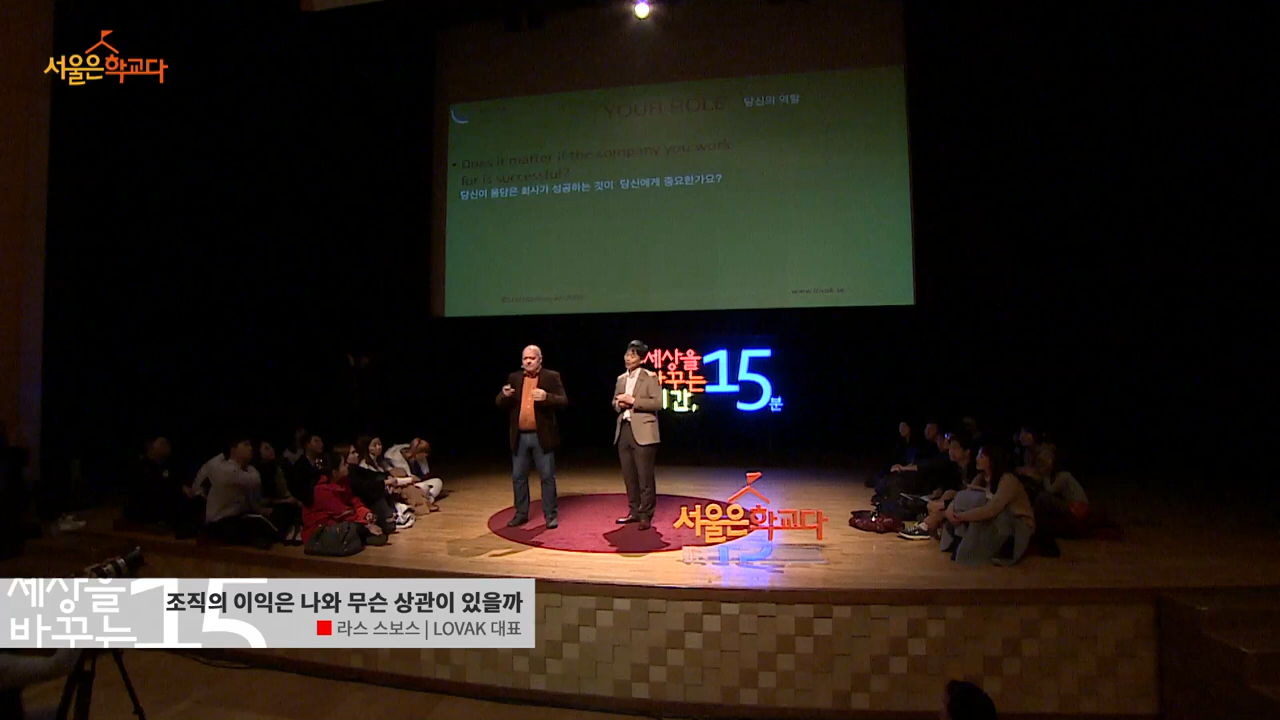 서울은학교다
YOUR ROLE 당신의 역할
• Does it matter if the company you work
for is successful?
당신이 몸담은 회사가 성공하는 것이 당신에게 중요한가요?
www.lovak.se
세상을
바꾸는 15분
시간,
서울은학교다
세상을
바꾸는 15
조직의 이익은 나와 무슨 상관이 있을까
라스 스보스 | LOVAK 대표